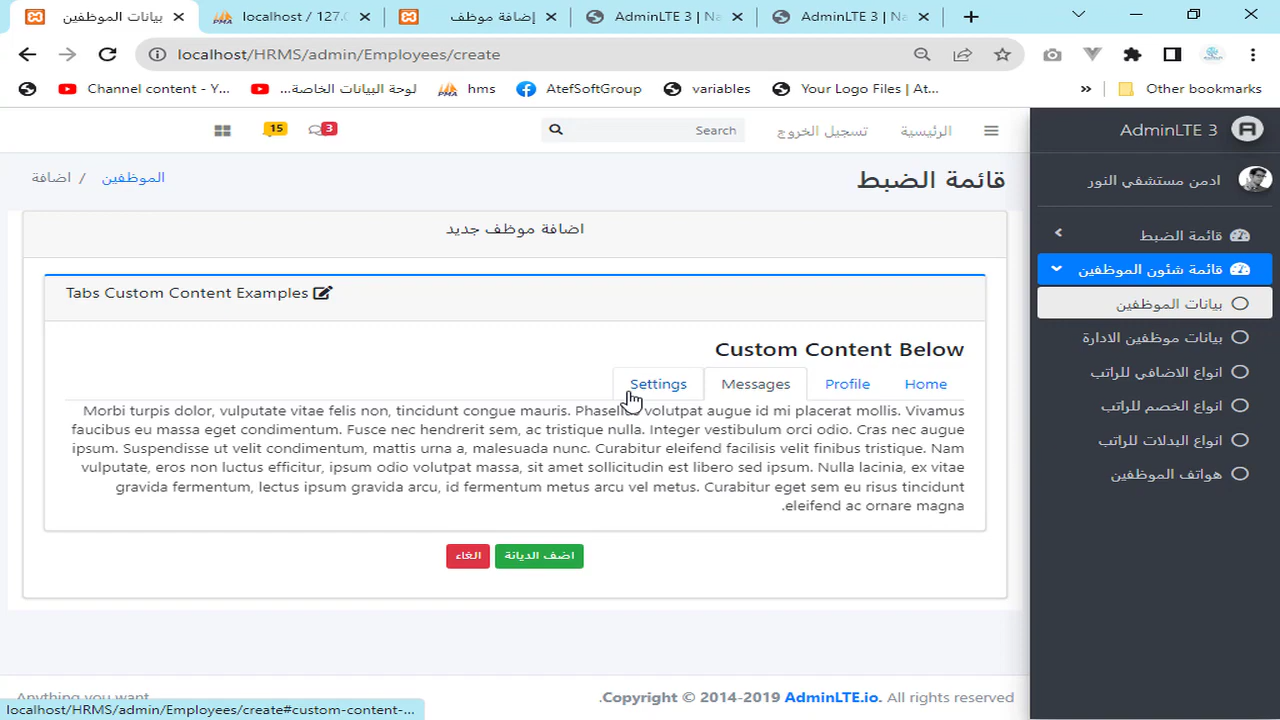 بيانات الموظفين
localhost / 127.0
إضافة موظف
AdminLTE 3 | Na
AdminLTE 3 | Na
localhost/HRMS/admin/Employees/create
Channel content - Y...
لوحة البيانات الخاصة...
hms
AtefSoftGroup
variables
Your Logo Files | At...
»
Other bookmarks
AdminLTE 3
الرئيسية
تسجيل الخروج
Search
3
15
ادمن مستشفي النور
قائمة الضبط
الموظفين / اضافة
قائمة الضبط
قائمة شئون الموظفين
بيانات الموظفين
بيانات موظفين الادارة
انواع الاضافي للراتب
انواع الخصم للراتب
انواع البدلات للراتب
هواتف الموظفين
اضافة موظف جديد
Tabs Custom Content Examples
Custom Content Below
Home
Profile
Messages
Settings
Morbi turpis dolor, vulputate vitae felis non, tincidunt congue mauris. Phasellus volutpat augue id mi placerat mollis. Vivamus
faucibus eu massa eget condimentum. Fusce nec hendrerit sem, ac tristique nulla. Integer vestibulum orci odio. Cras nec augue
ipsum. Suspendisse ut velit condimentum, mattis urna a, malesuada nunc. Curabitur eleifend facilisis velit finibus tristique. Nam
vulputate, eros non luctus efficitur, ipsum odio volutpat massa, sit amet sollicitudin est libero sed ipsum. Nulla lacinia, ex vitae
gravida fermentum, lectus ipsum gravida arcu, id fermentum metus arcu vel metus. Curabitur eget sem eu risus tincidunt
.eleifend ac ornare magna
اضف الديانة
الغاء
.Copyright © 2014-2019 AdminLTE.io. All rights reserved
Anything you want
localhost/HRMS/admin/Employees/create#custom-content-...